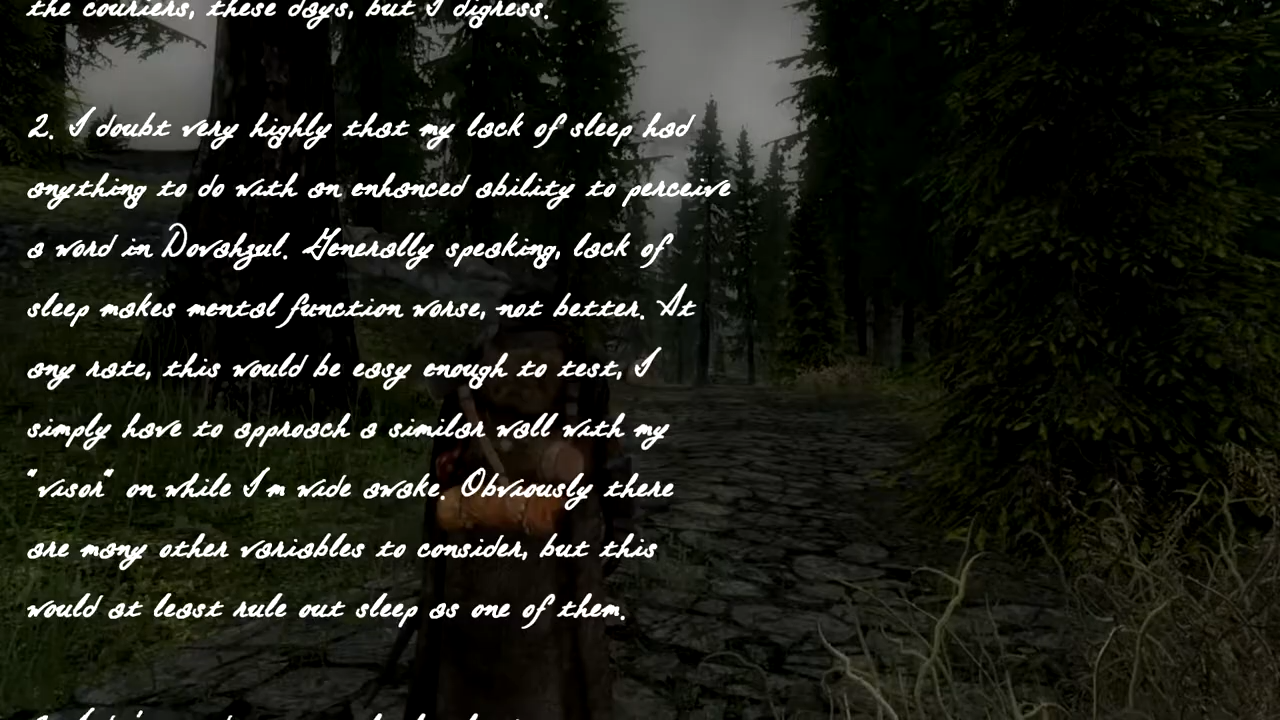 the couriers, these days, but I digress.
2. I doubt very highly that my lack of sleep had
anything to do with an enhanced ability to perceive
a word in Dovahzul. Generally speaking, lack of
sleep makes mental function worse, not better. At
any rate, this would be easy enough to test, I
simply have to approach a similar wall with my
"visor" on while I'm wide awake. Obviously there
are many other variables to consider, but this
would at least rule out sleep as one of them.